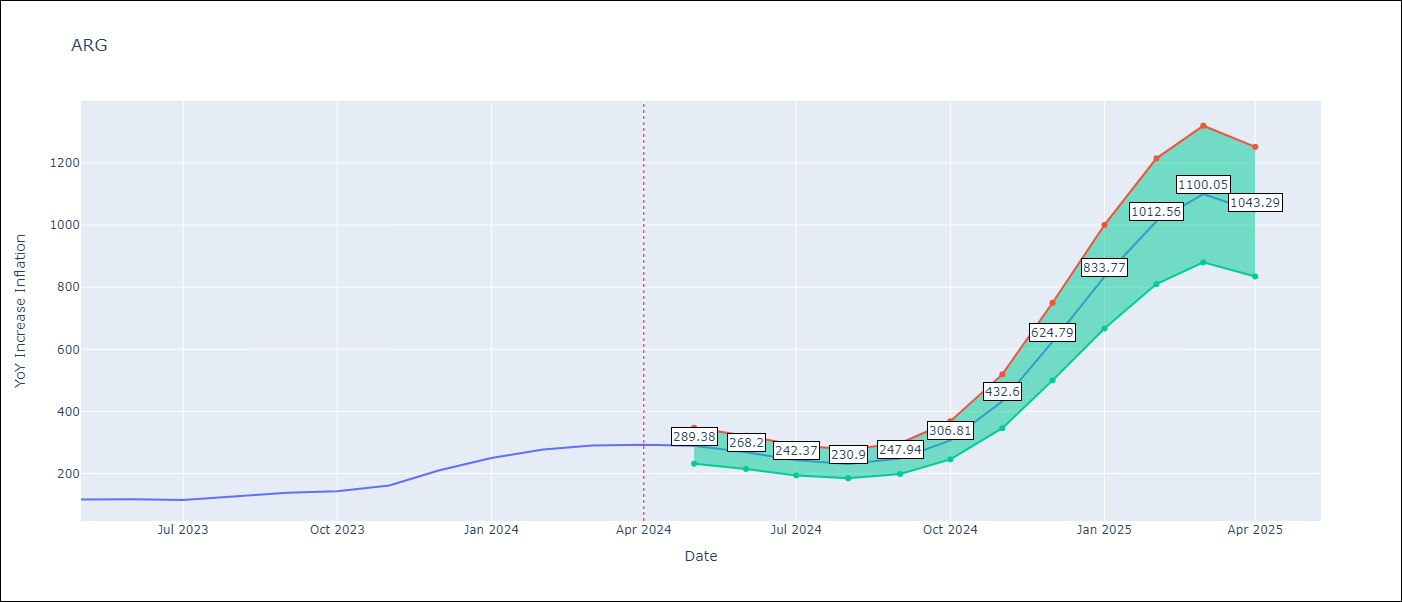 ARG
YoY Increase Inflation
1200
1000
800
600
400
200
289.38
268.2
242.37
230.9
247.94
306.81
432.6
624.79
833.77
1012.56
1100.05
1043.29
Jul 2023
Oct 2023
Jan 2024
Apr 2024
Jul 2024
Oct 2024
Jan 2025
Apr 2025
Date